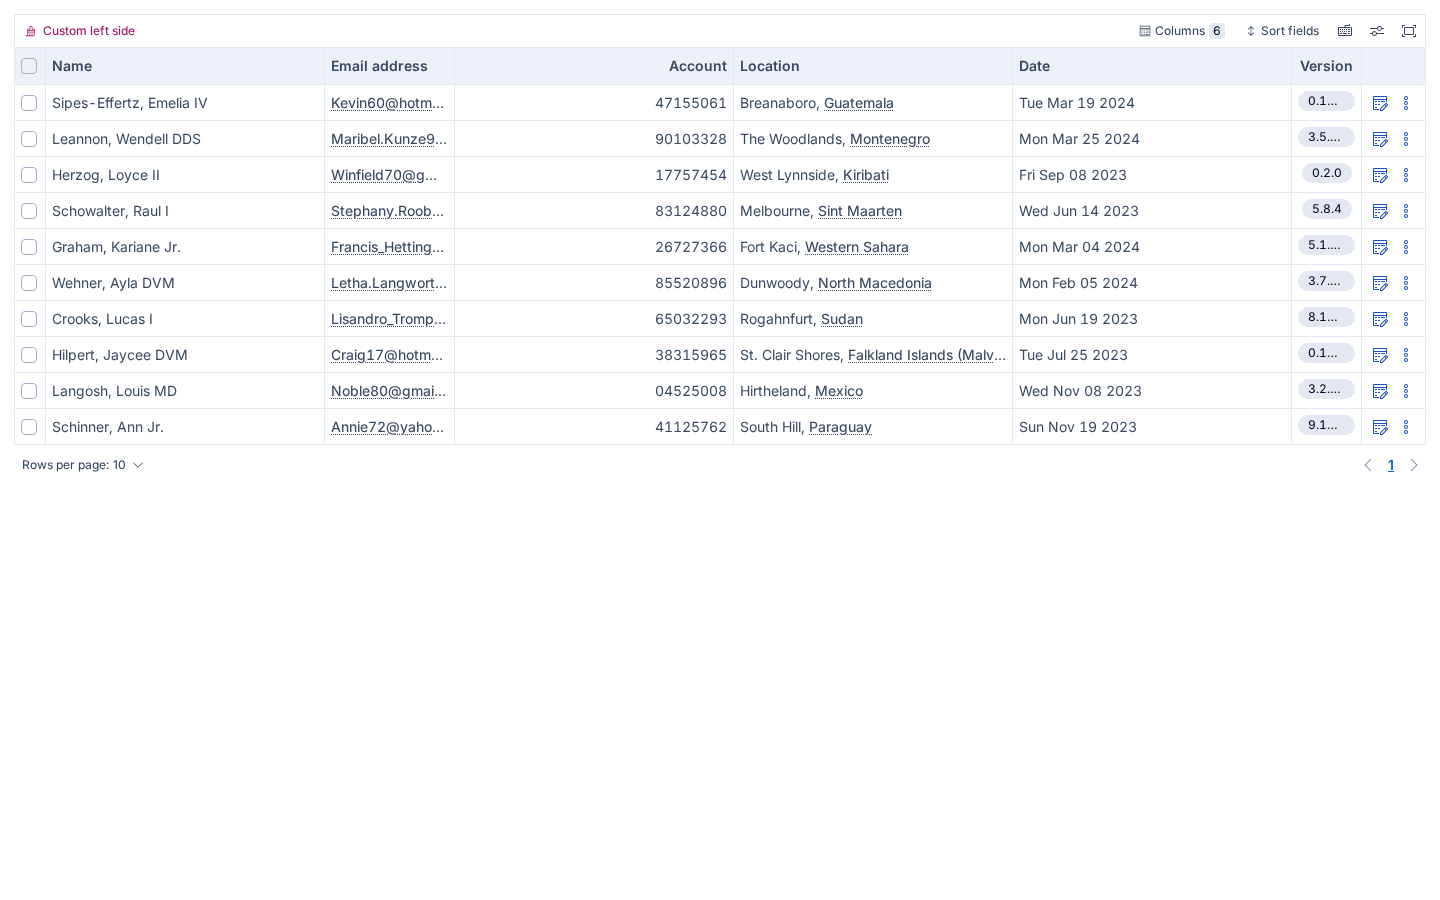 Custom left side Columns 6 Sort fields
Name Email address Account Location Date Version
Sipes-Effertz, Emelia IV Kevin60@hotm... 47155061 Breanaboro, Guatemala Tue Mar 19 2024 0.1...
Leannon, Wendell DDS Maribel.Kunze9... 90103328 The Woodlands, Montenegro Mon Mar 25 2024 3.5....
Herzog, Loyce II Winfield70@g... 17757454 West Lynnside, Kiribati Fri Sep 08 2023 0.2.0
Schowalter, Raul I Stephany.Roob... 83124880 Melbourne, Sint Maarten Wed Jun 14 2023 5.8.4
Graham, Kariane Jr. Francis_Hetting... 26727366 Fort Kaci, Western Sahara Mon Mar 04 2024 5.1....
Wehner, Ayla DVM Letha.Langwort... 85520896 Dunwoody, North Macedonia Mon Feb 05 2024 3.7....
Crooks, Lucas I Lisandro_Tromp... 65032293 Rogahnfurt, Sudan Mon Jun 19 2023 8.1...
Hilpert, Jaycee DVM Craig17@hotm... 38315965 St. Clair Shores, Falkland Islands (Malv... Tue Jul 25 2023 0.1...
Langosh, Louis MD Noble80@gmai... 04525008 Hirtheland, Mexico Wed Nov 08 2023 3.2....
Schinner, Ann Jr. Annie72@yaho... 41125762 South Hill, Paraguay Sun Nov 19 2023 9.1...
Rows per page: 10 1